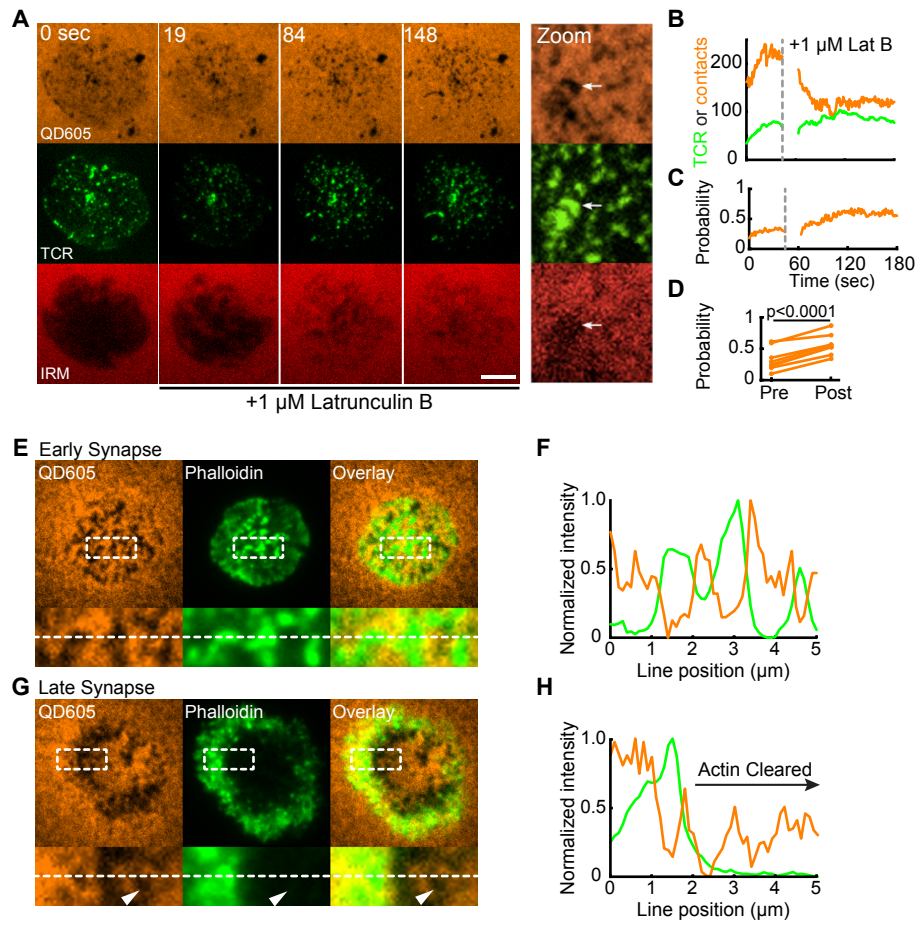 A
0 sec
19
84
148
Zoom
QD605
TCR
IRM
+1 µM Latrunculin B
B
+1 µM Lat B
TCR or contacts
200
100
0
C
Probability
1
0.5
0
0
60
120
180
Time (sec)
D
p<0.0001
Probability
1
0.5
0
Pre
Post
E Early Synapse
QD605
Phalloidin
Overlay
F
Normalized intensity
1.0
0.5
0
0 1 2 3 4 5
Line position (µm)
G Late Synapse
QD605
Phalloidin
Overlay
H
Normalized intensity
1.0
0.5
0
Actin Cleared
0 1 2 3 4 5
Line position (µm)